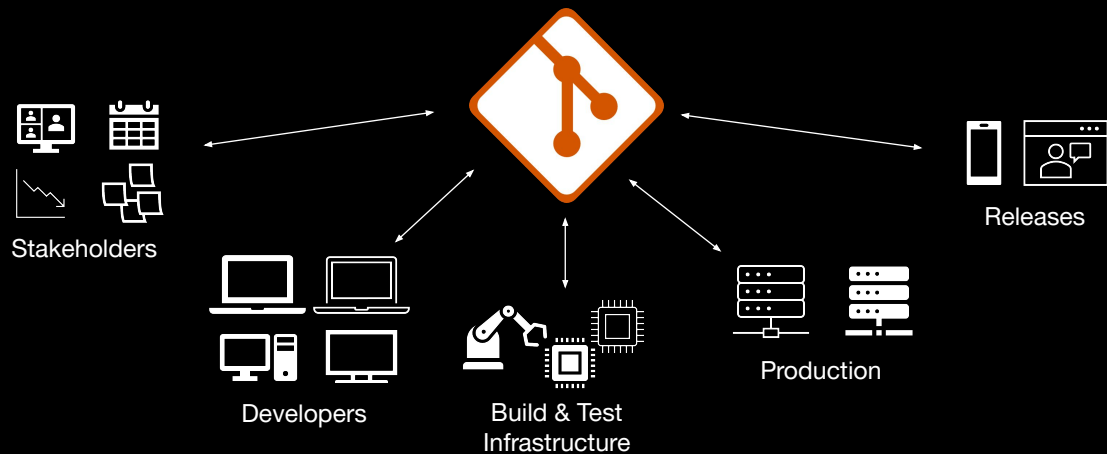 Stakeholders
Developers
Build & Test
Infrastructure
Production
Releases